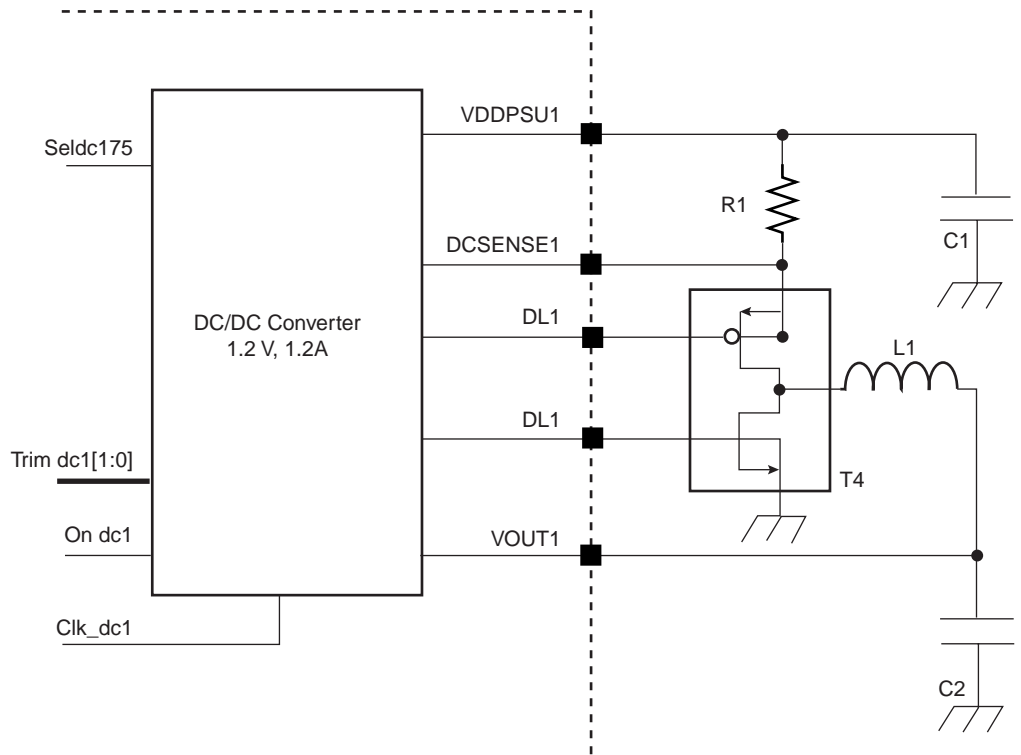 VDDPSU1
Seldc175
R1
C1
DCSENSE1
DC/DC Converter
1.2 V, 1.2A
DL1
L1
DL1
Trim dc1[1:0]
T4
On dc1
VOUT1
Clk_dc1
C2